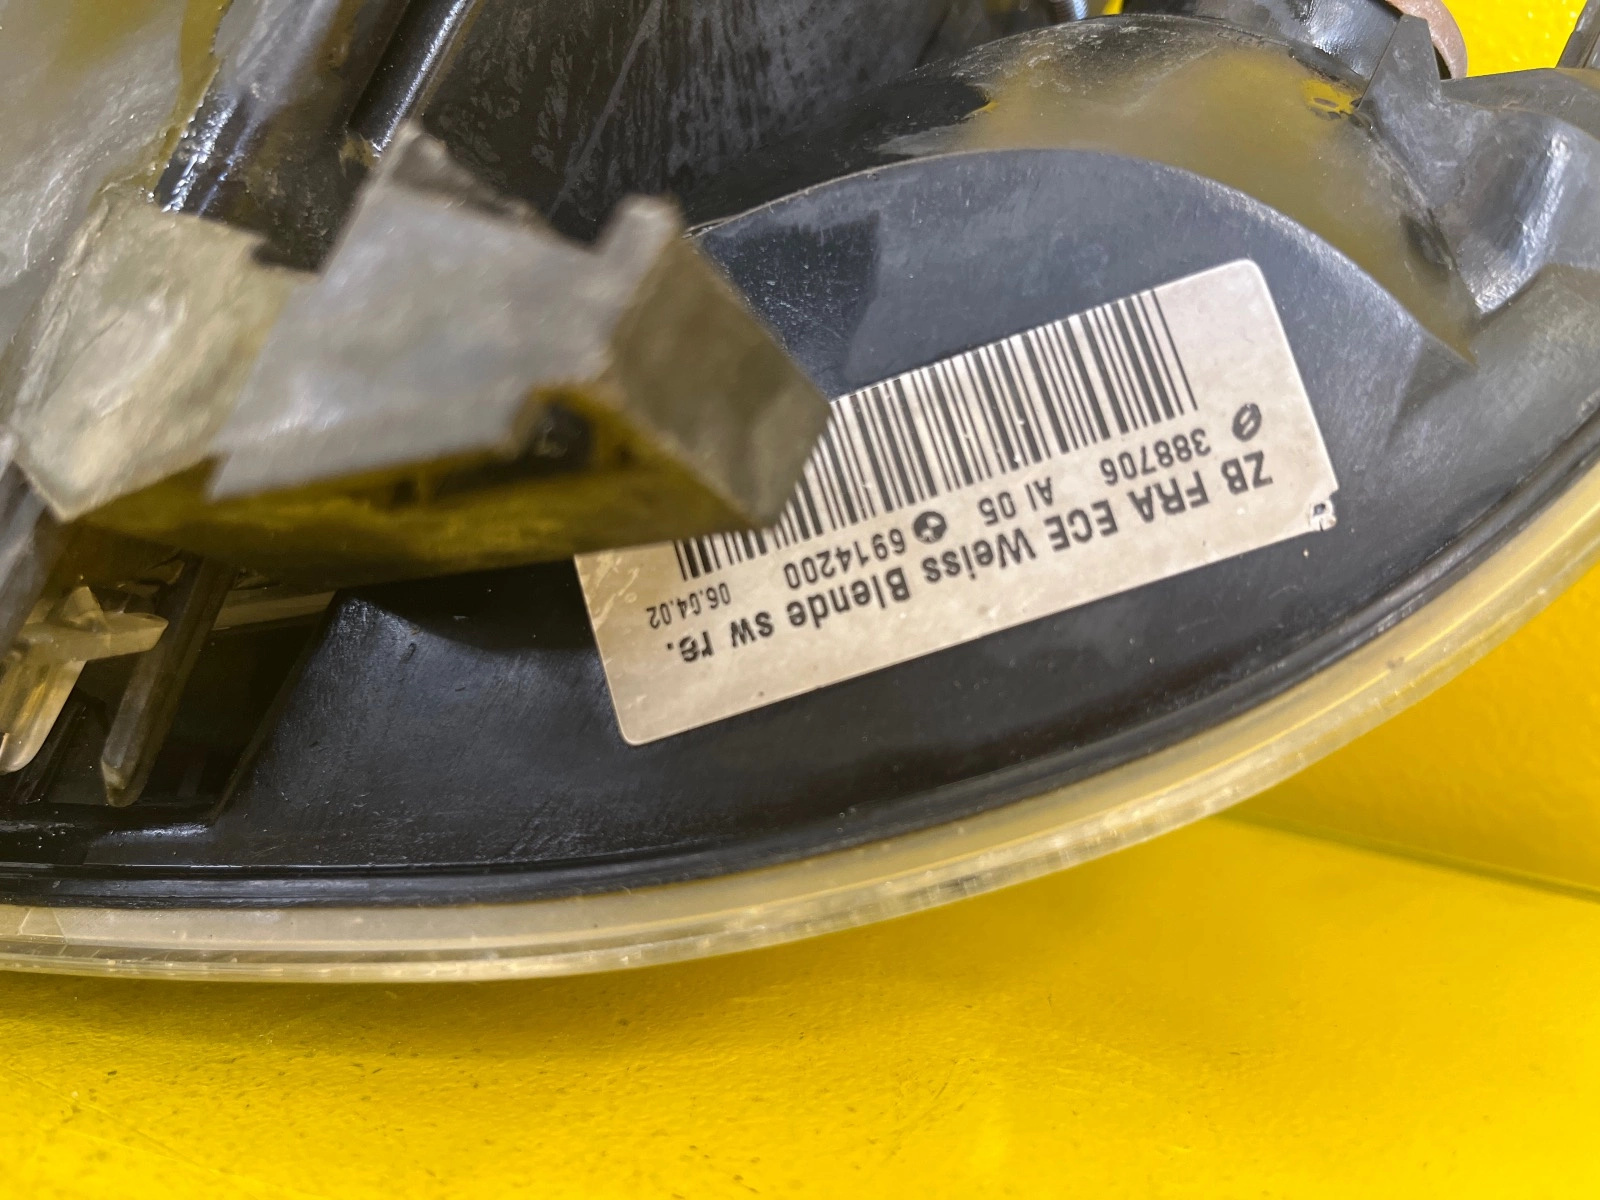 ZB FRA ECE Weiss Blende sw re.
388706 AI 05 6914200 06.04.02